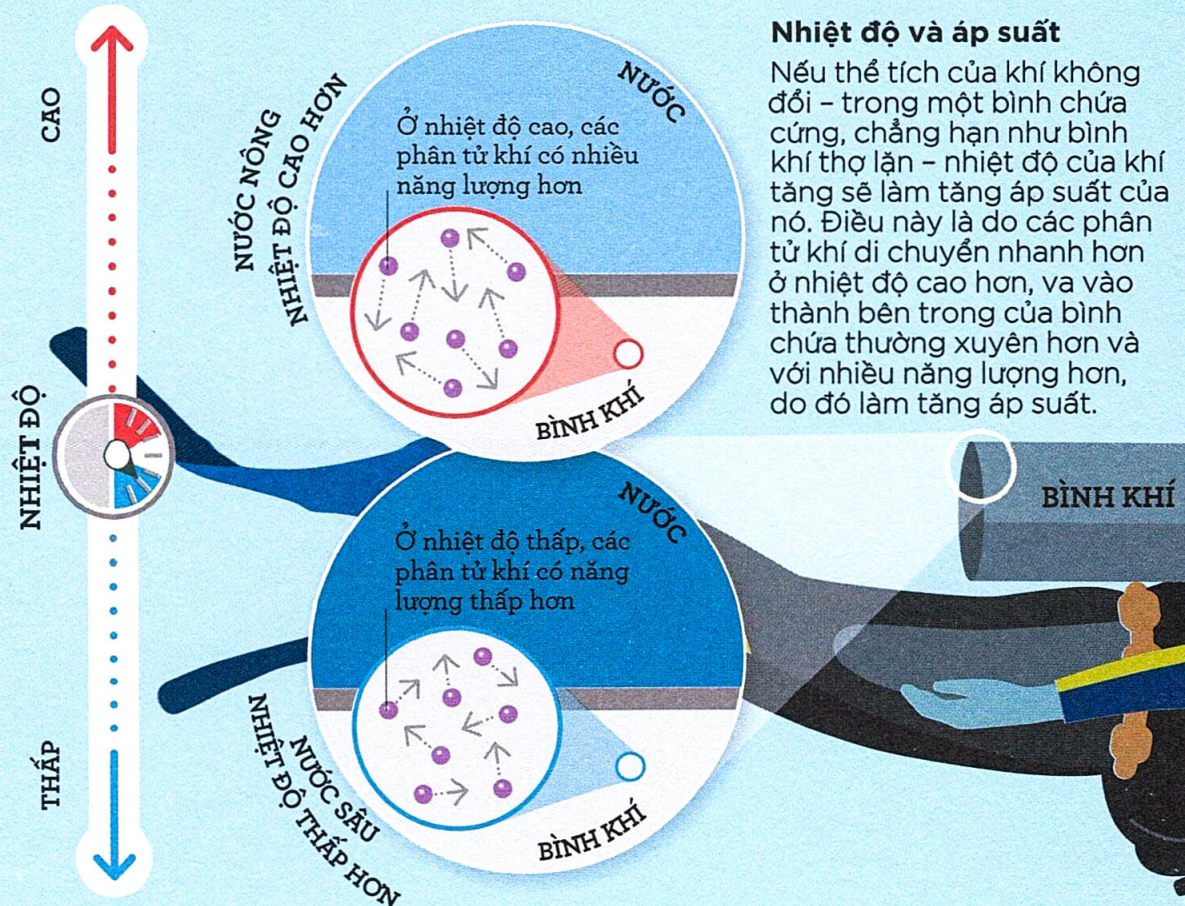 Nhiệt độ và áp suất
Nếu thể tích của khí không
đổi – trong một bình chứa
cứng, chẳng hạn như bình
khí thợ lặn – nhiệt độ của khí
tăng sẽ làm tăng áp suất của
nó. Điều này là do các phân
tử khí di chuyển nhanh hơn
ở nhiệt độ cao hơn, va vào
thành bên trong của bình
chứa thường xuyên hơn và
với nhiều năng lượng hơn,
do đó làm tăng áp suất.
CAO
NHIỆT ĐỘ
THẤP
NƯỚC NÔNG
NHIỆT ĐỘ CAO HƠN
NƯỚC
Ở nhiệt độ cao, các
phân tử khí có nhiều
năng lượng hơn
BÌNH KHÍ
NƯỚC
Ở nhiệt độ thấp, các
phân tử khí có năng
lượng thấp hơn
BÌNH KHÍ
NƯỚC SÂU
NHIỆT ĐỘ THẤP HƠN
BÌNH KHÍ